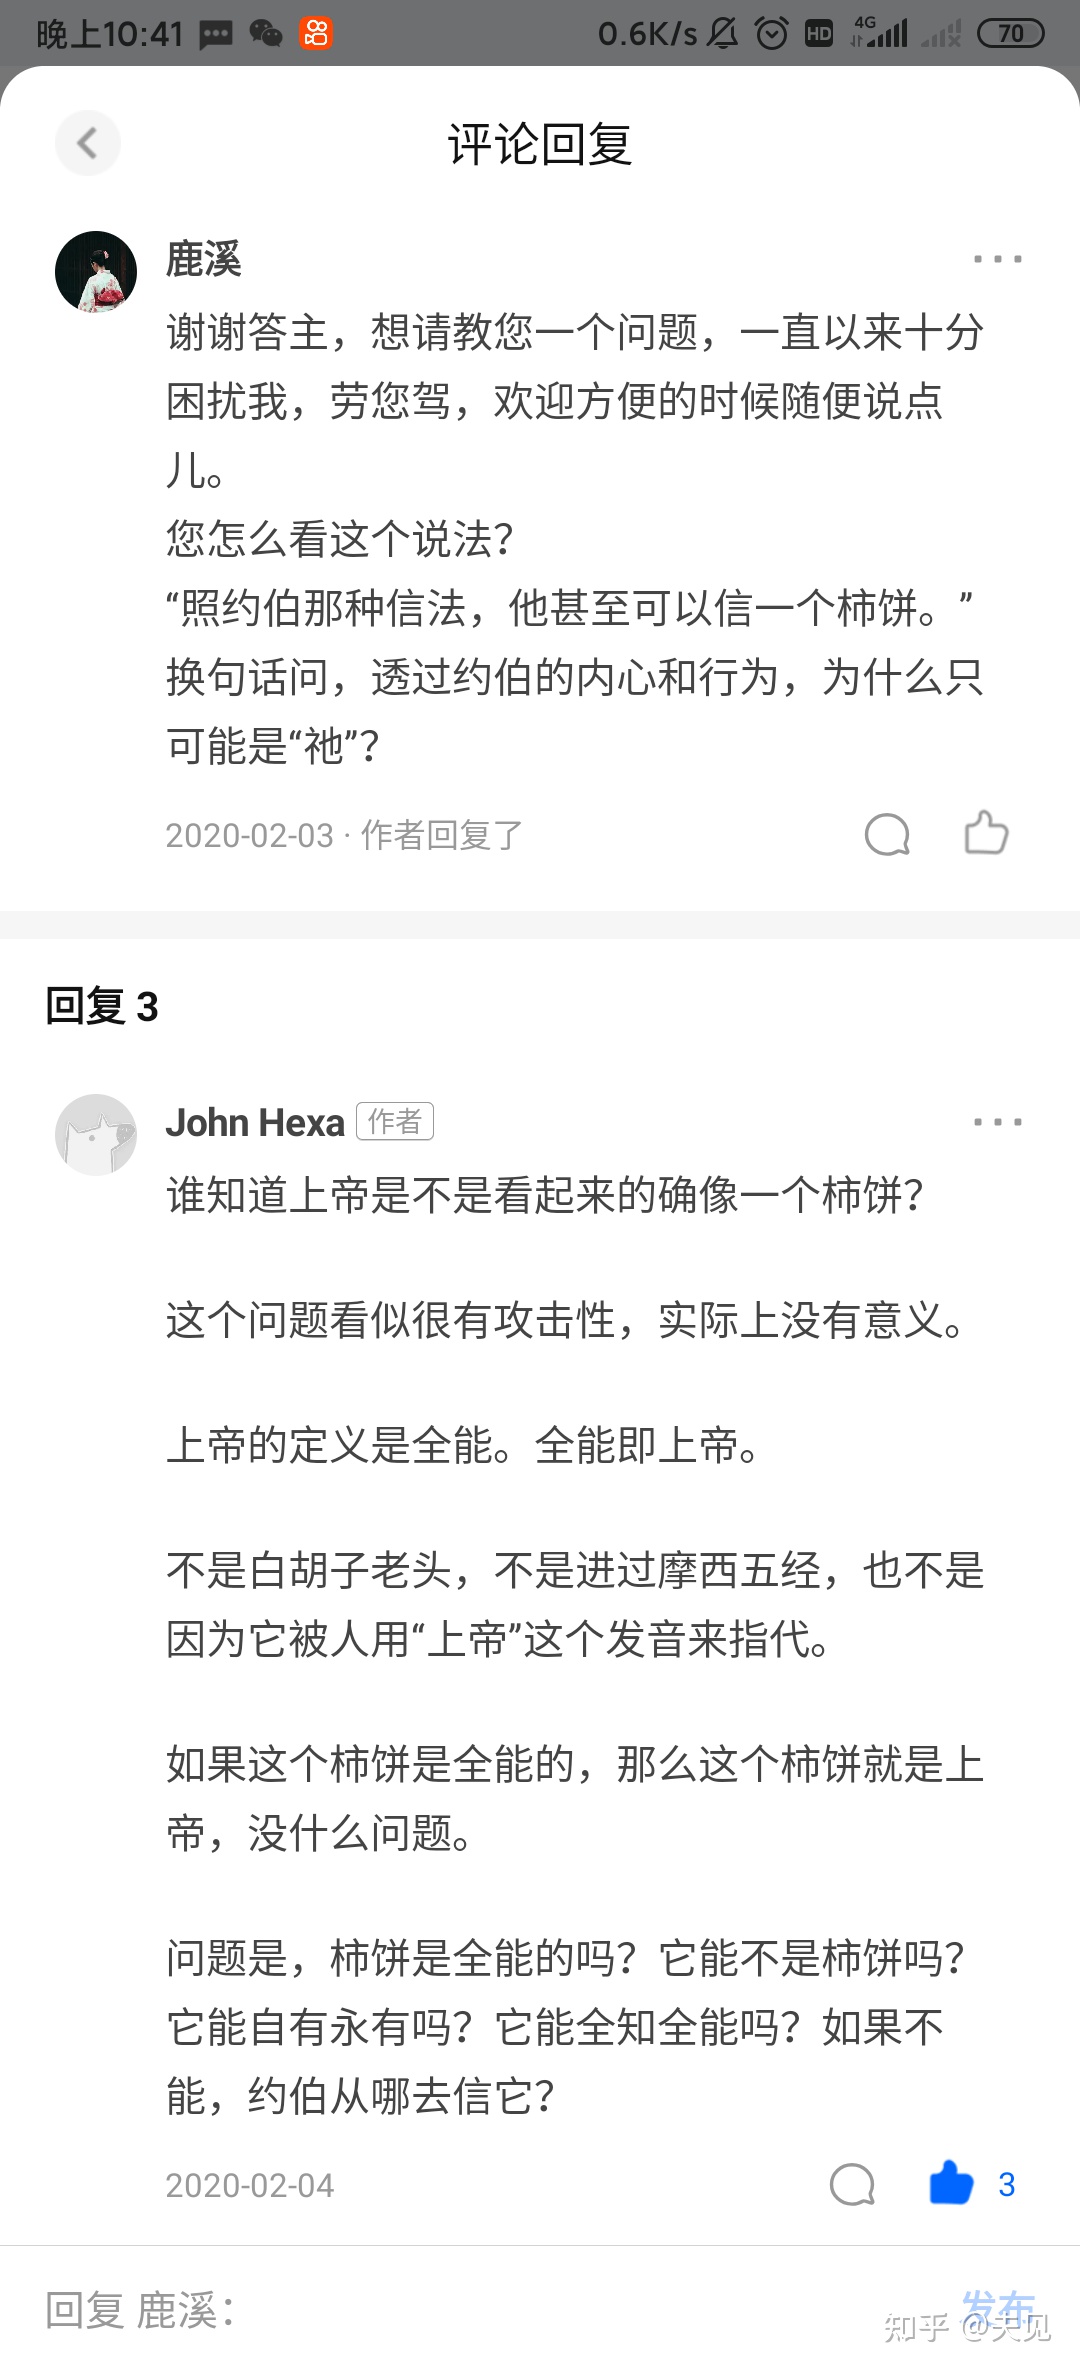 晚上10:41
0.6K/s
HD
4G
70
评论回复
鹿溪
谢谢答主，想请教您一个问题，一直以来十分
困扰我，劳您驾，欢迎方便的时候随便说点
儿。
您怎么看这个说法？
“照约伯那种信法，他甚至可以信一个柿饼。”
换句话问，透过约伯的内心和行为，为什么只
可能是“祂”？
2020-02-03 · 作者回复了
回复 3
John Hexa 作者
谁知道上帝是不是看起来的确像一个柿饼？
这个问题看似很有攻击性，实际上没有意义。
上帝的定义是全能。全能即上帝。
不是白胡子老头，不是进过摩西五经，也不是
因为它被人用“上帝”这个发音来指代。
如果这个柿饼是全能的，那么这个柿饼就是上
帝，没什么问题。
问题是，柿饼是全能的吗？它能不是柿饼吗？
它能自有永有吗？它能全知全能吗？如果不
能，约伯从哪去信它？
2020-02-04
3
回复 鹿溪：
发布
知乎 @天见